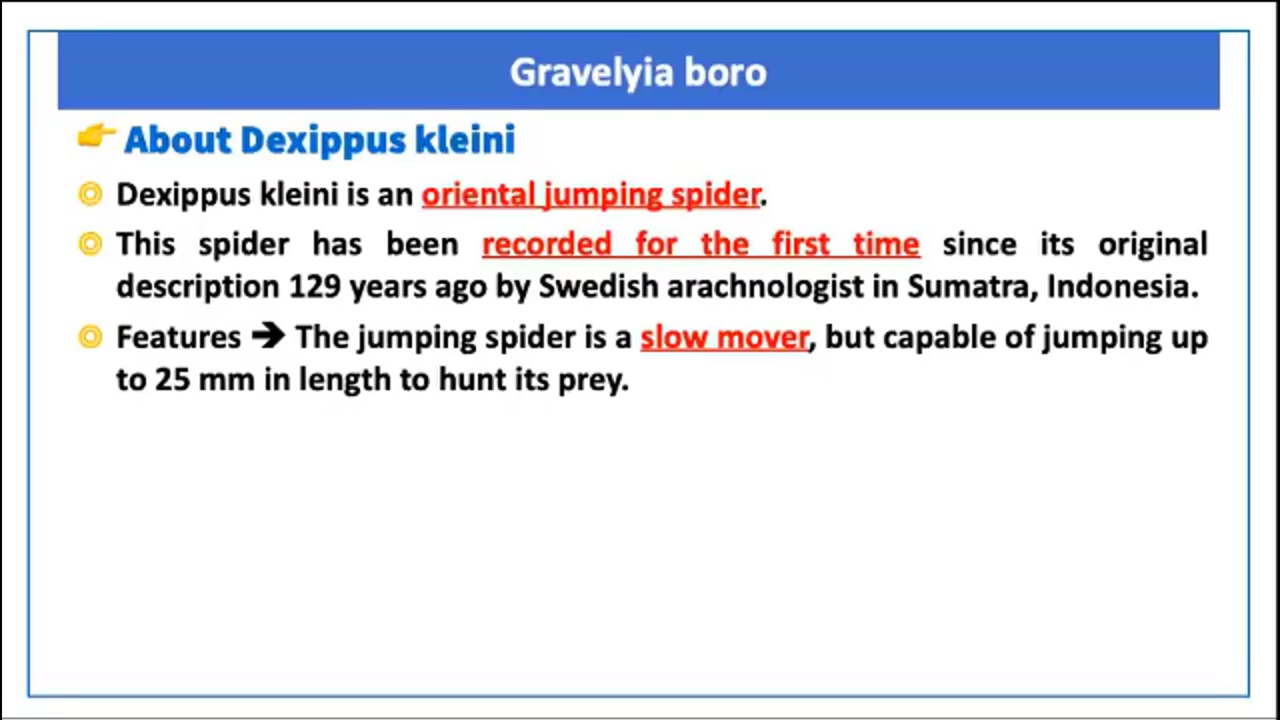 Gravelyia boro
About Dexippus kleini
Dexippus kleini is an oriental jumping spider.
This spider has been recorded for the first time since its original
description 129 years ago by Swedish arachnologist in Sumatra, Indonesia.
Features ➔ The jumping spider is a slow mover, but capable of jumping up
to 25 mm in length to hunt its prey.